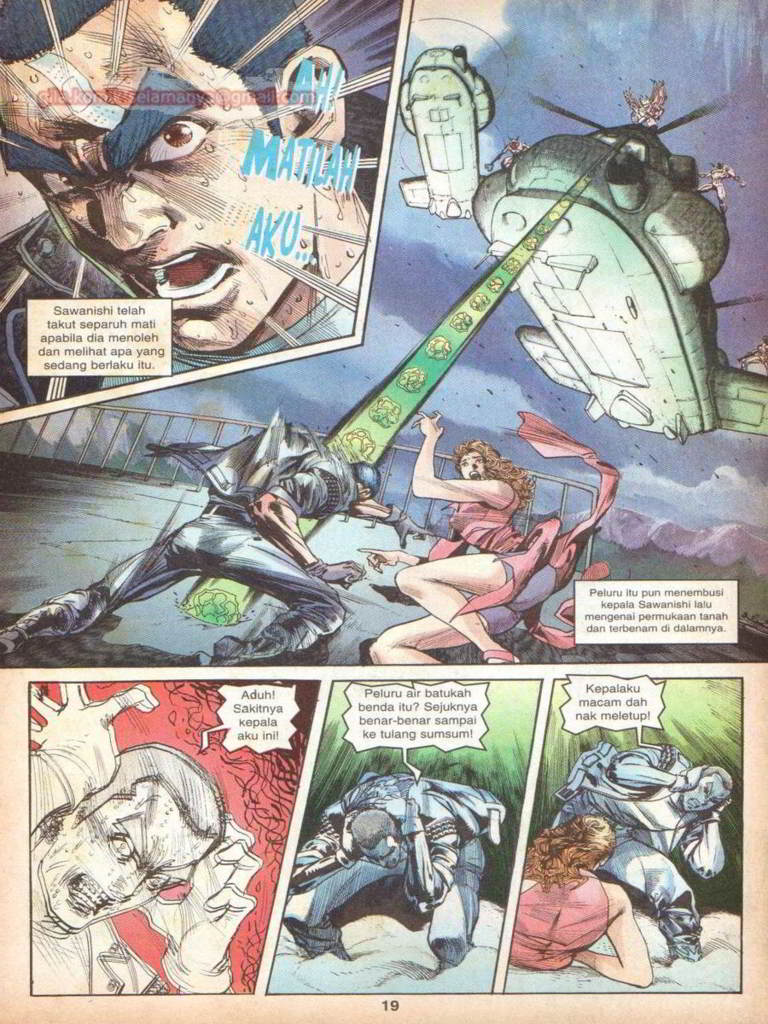 AH!
MATILAH
AKU...
Sawanishi telah
takut separuh mati
apabila dia menoleh
dan melihat apa yang
sedang berlaku itu.
Peluru itu pun menembusi
kepala Sawanishi lalu
mengenai permukaan tanah
dan terbenam di dalamnya.
Aduh!
Sakitnya
kepala
aku ini!
Peluru air batukah
benda itu? Sejuknya
benar-benar sampai
ke tulang sumsum!
Kepalaku
macam dah
nak meletup!
19